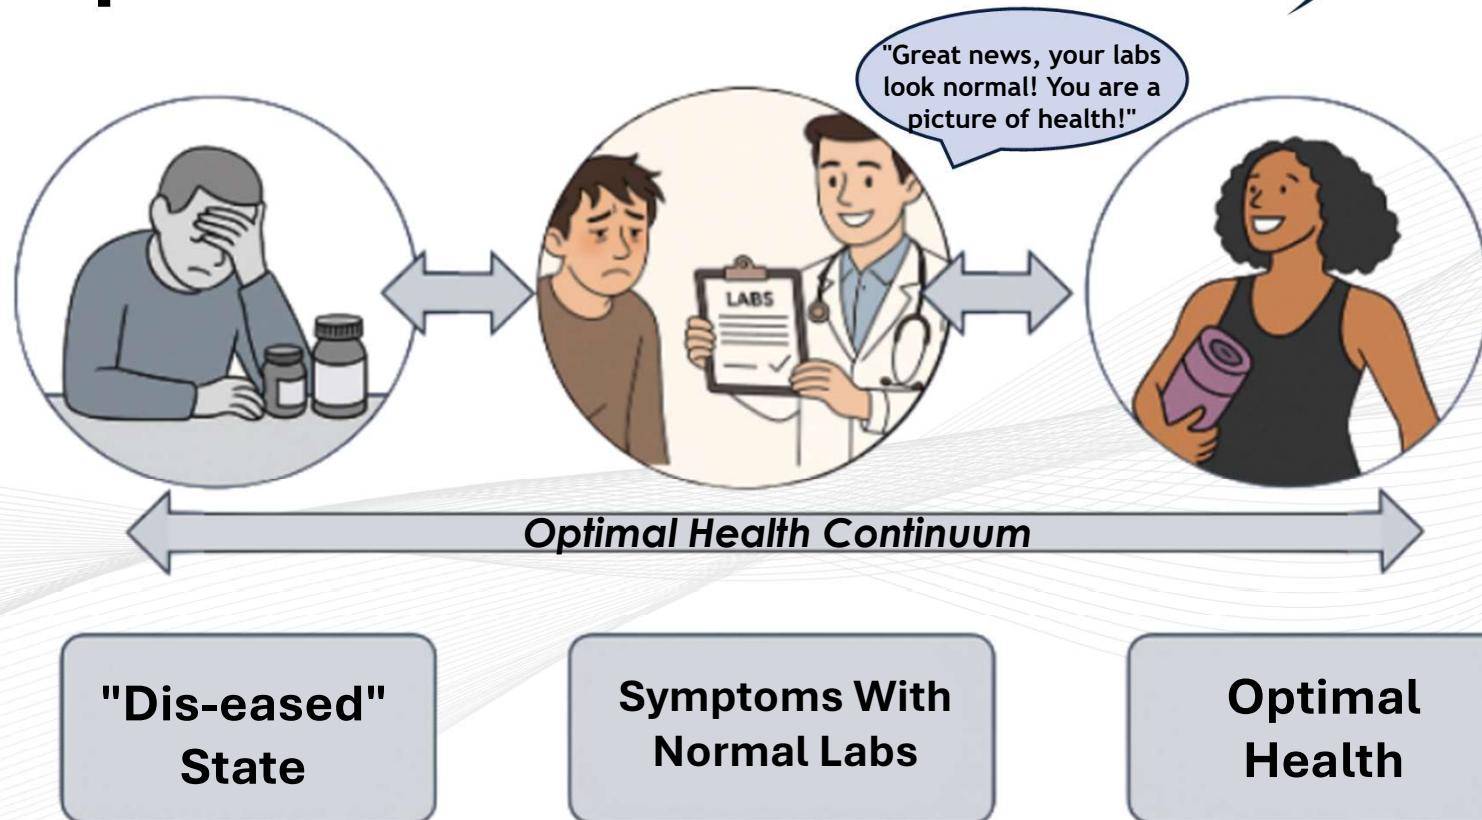 "Great news, your labs
look normal! You are a
picture of health!"
LABS
Optimal Health Continuum
"Dis-eased"
State
Symptoms With
Normal Labs
Optimal
Health